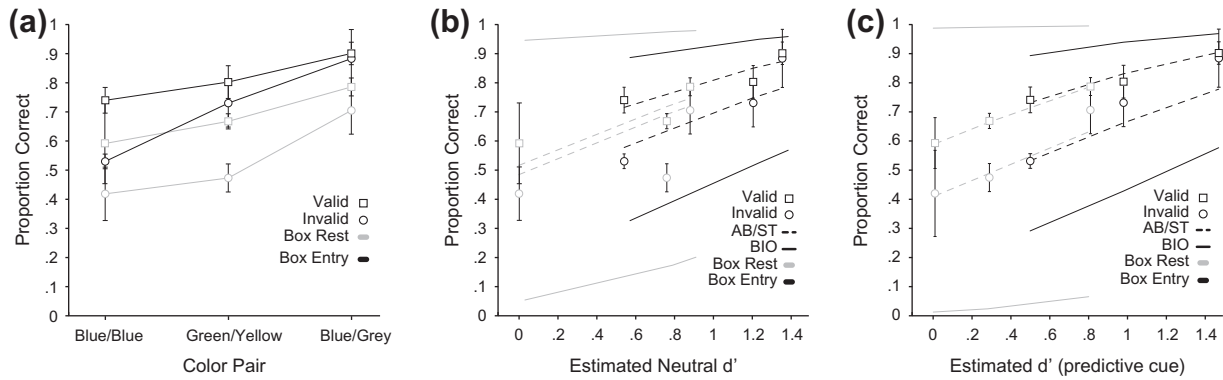 (a)
Proportion Correct
1
.9
.8
.7
.6
.5
.4
.3
.2
.1
0
Blue/Blue Green/Yellow Blue/Grey
Color Pair
Valid
Invalid
Box Rest
Box Entry
(b)
Proportion Correct
1
.9
.8
.7
.6
.5
.4
.3
.2
.1
0
0 .2 .4 .6 .8 1 1.2 1.4
Estimated Neutral d’
Valid
Invalid
AB/ST
BIO
Box Rest
Box Entry
(c)
Proportion Correct
1
.9
.8
.7
.6
.5
.4
.3
.2
.1
0
0 .2 .4 .6 .8 1 1.2 1.4
Estimated d’ (predictive cue)
Valid
Invalid
AB/ST
BIO
Box Rest
Box Entry